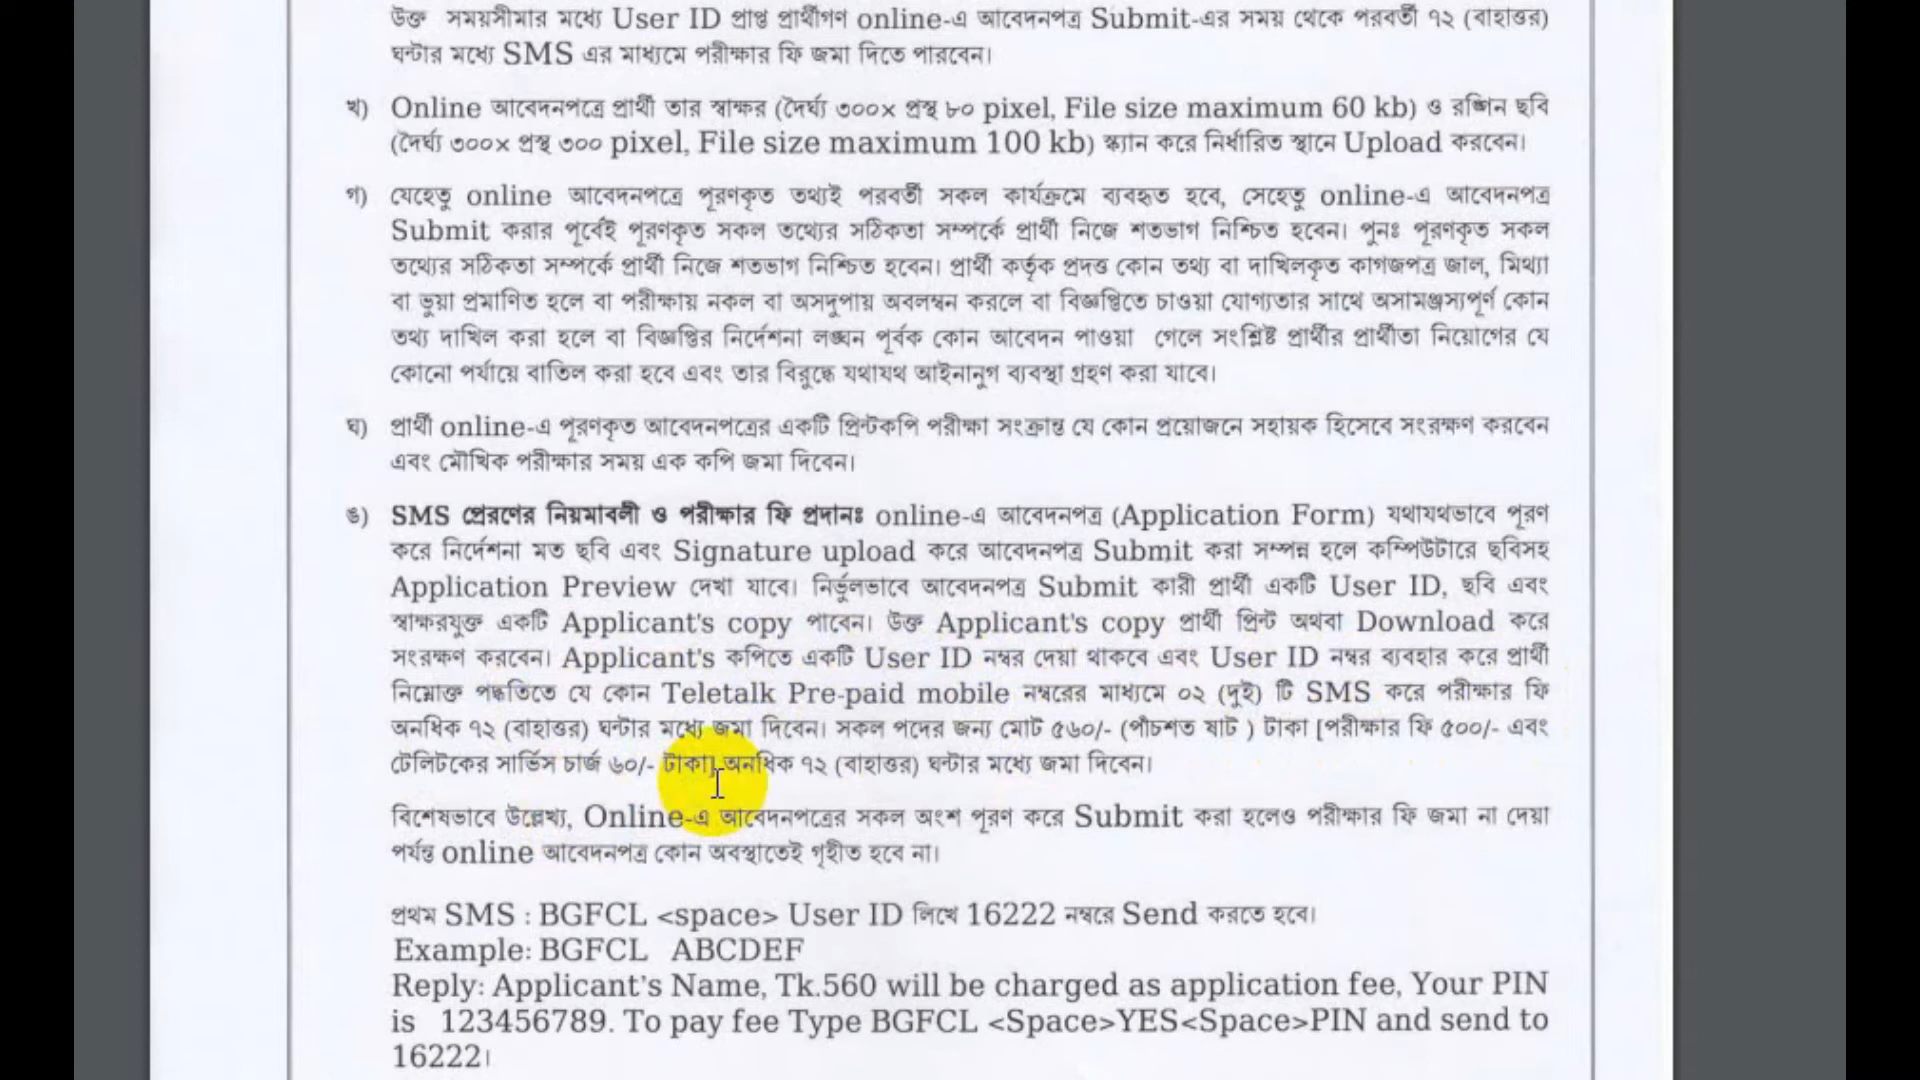 উক্ত সময়সীমার মধ্যে User ID প্রাপ্ত প্রার্থীগণ online-এ আবেদনপত্র Submit-এর সময় থেকে পরবর্তী ৭২ (বাহাত্তর)
ঘন্টার মধ্যে SMS এর মাধ্যমে পরীক্ষার ফি জমা দিতে পারবেন।
খ) Online আবেদনপত্রে প্রার্থী তার স্বাক্ষর (দৈর্ঘ্য ৩০০× প্রস্থ ৮০ pixel, File size maximum 60 kb) ও রঙ্গিন ছবি
(দৈর্ঘ্য ৩০০× প্রস্থ ৩০০ pixel, File size maximum 100 kb) স্ক্যান করে নির্ধারিত স্থানে Upload করবেন।
গ) যেহেতু online আবেদনপত্রে পূরণকৃত তথ্যই পরবর্তী সকল কার্যক্রমে ব্যবহৃত হবে, সেহেতু online-এ আবেদনপত্র
Submit করার পূর্বেই পূরণকৃত সকল তথ্যের সঠিকতা সম্পর্কে প্রার্থী নিজে শতভাগ নিশ্চিত হবেন। পুনঃ পূরণকৃত সকল
তথ্যের সঠিকতা সম্পর্কে প্রার্থী নিজে শতভাগ নিশ্চিত হবেন। প্রার্থী কর্তৃক প্রদত্ত কোন তথ্য বা দাখিলকৃত কাগজপত্র জাল, মিথ্যা
বা ভুয়া প্রমাণিত হলে বা পরীক্ষায় নকল বা অসদুপায় অবলম্বন করলে বা বিজ্ঞপ্তিতে চাওয়া যোগ্যতার সাথে অসামঞ্জস্যপূর্ণ কোন
তথ্য দাখিল করা হলে বা বিজ্ঞপ্তির নির্দেশনা লঙ্ঘন পূর্বক কোন আবেদন পাওয়া গেলে সংশ্লিষ্ট প্রার্থীর প্রার্থীতা নিয়োগের যে
কোনো পর্যায়ে বাতিল করা হবে এবং তার বিরুদ্ধে যথাযথ আইনানুগ ব্যবস্থা গ্রহণ করা যাবে।
ঘ) প্রার্থী online-এ পূরণকৃত আবেদনপত্রের একটি প্রিন্টকপি পরীক্ষা সংক্রান্ত যে কোন প্রয়োজনে সহায়ক হিসেবে সংরক্ষণ করবেন
এবং মৌখিক পরীক্ষার সময় এক কপি জমা দিবেন।
ঙ) SMS প্রেরণের নিয়মাবলী ও পরীক্ষার ফি প্রদানঃ online-এ আবেদনপত্র (Application Form) যথাযথভাবে পূরণ
করে নির্দেশনা মত ছবি এবং Signature upload করে আবেদনপত্র Submit করা সম্পন্ন হলে কম্পিউটারে ছবিসহ
Application Preview দেখা যাবে। নির্ভুলভাবে আবেদনপত্র Submit কারী প্রার্থী একটি User ID, ছবি এবং
স্বাক্ষরযুক্ত একটি Applicant's copy পাবেন। উক্ত Applicant's copy প্রার্থী প্রিন্ট অথবা Download করে
সংরক্ষণ করবেন। Applicant's কপিতে একটি User ID নম্বর দেয়া থাকবে এবং User ID নম্বর ব্যবহার করে প্রার্থী
নিম্নোক্ত পদ্ধতিতে যে কোন Teletalk Pre-paid mobile নম্বরের মাধ্যমে ০২ (দুই) টি SMS করে পরীক্ষার ফি
অনধিক ৭২ (বাহাত্তর) ঘন্টার মধ্যে জমা দিবেন। সকল পদের জন্য মোট ৫৬০/- (পাঁচশত ষাট ) টাকা [পরীক্ষার ফি ৫০০/- এবং
টেলিটকের সার্ভিস চার্জ ৬০/- টাকা] অনধিক ৭২ (বাহাত্তর) ঘন্টার মধ্যে জমা দিবেন।
বিশেষভাবে উল্লেখ্য, Online-এ আবেদনপত্রের সকল অংশ পূরণ করে Submit করা হলেও পরীক্ষার ফি জমা না দেয়া
পর্যন্ত online আবেদনপত্র কোন অবস্থাতেই গৃহীত হবে না।
প্রথম SMS : BGFCL <space> User ID লিখে 16222 নম্বরে Send করতে হবে।
Example: BGFCL ABCDEF
Reply: Applicant's Name, Tk.560 will be charged as application fee, Your PIN
is 123456789. To pay fee Type BGFCL <Space>YES<Space>PIN and send to
16222।